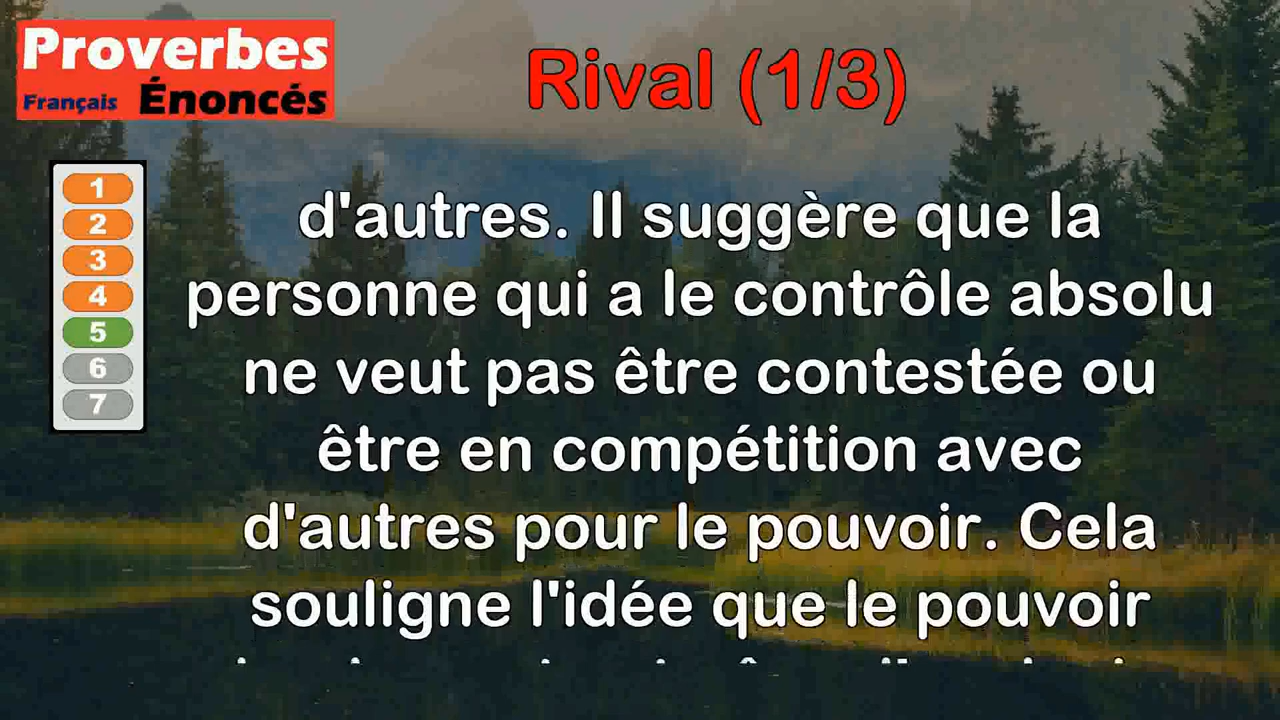 Proverbes
Français Énoncés
Rival (1/3)
1
2
3
4
5
6
7
d'autres. Il suggère que la
personne qui a le contrôle absolu
ne veut pas être contestée ou
être en compétition avec
d'autres pour le pouvoir. Cela
souligne l'idée que le pouvoir